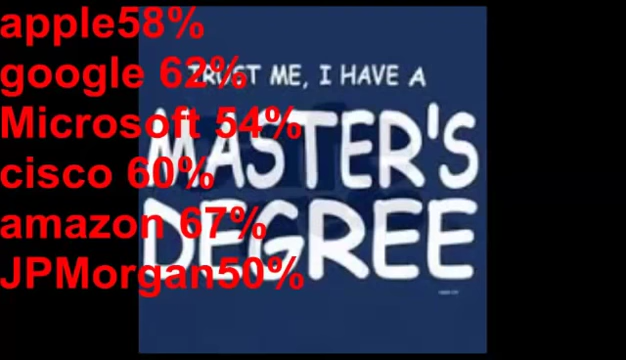 apple58%
google 62%
Microsoft 54%
cisco 60%
amazon 67%
JPMorgan50%
TRUST ME, I HAVE A
MASTER'S
DEGREE